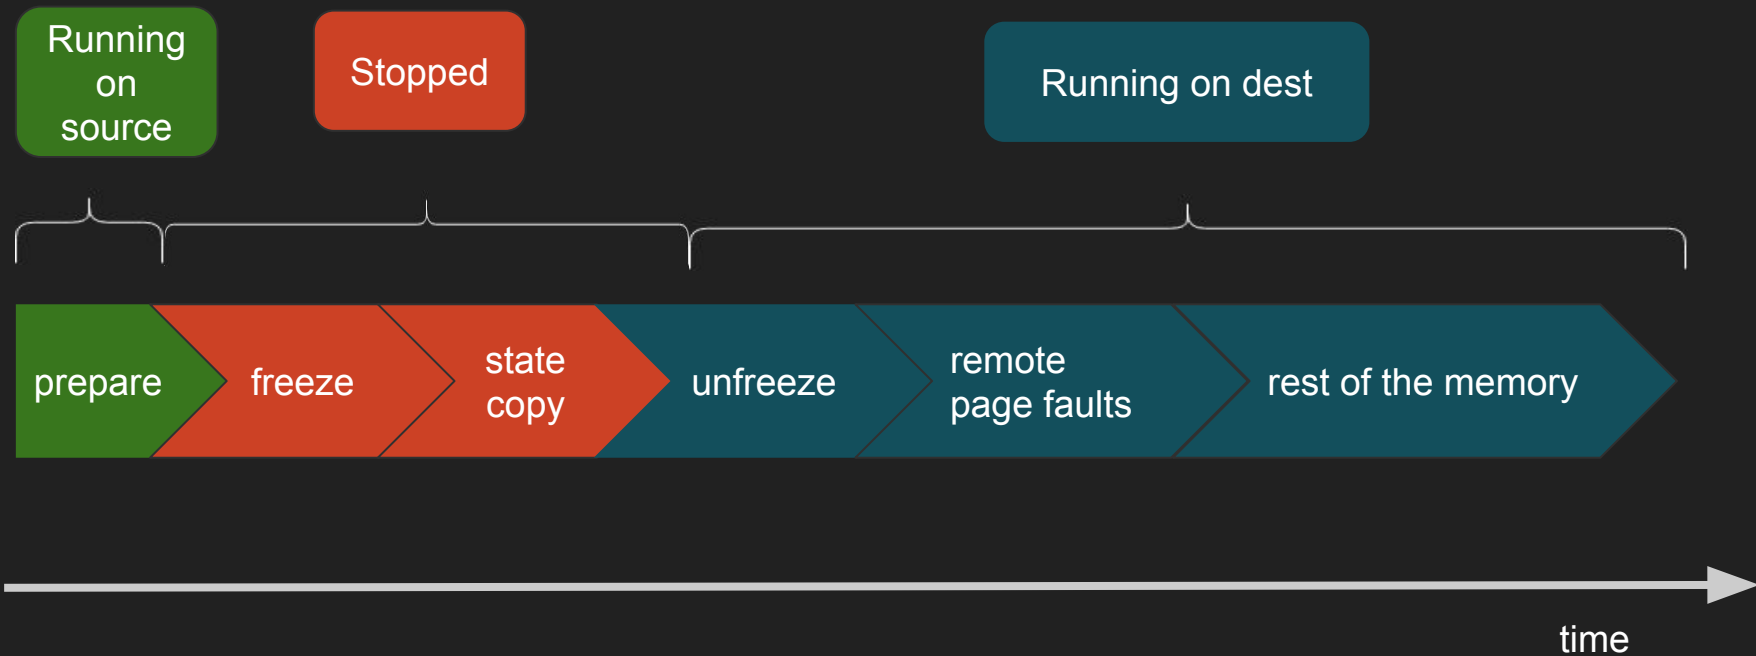 Running
on
source
Stopped
Running on dest
prepare
freeze
state
copy
unfreeze
remote
page faults
rest of the memory
time